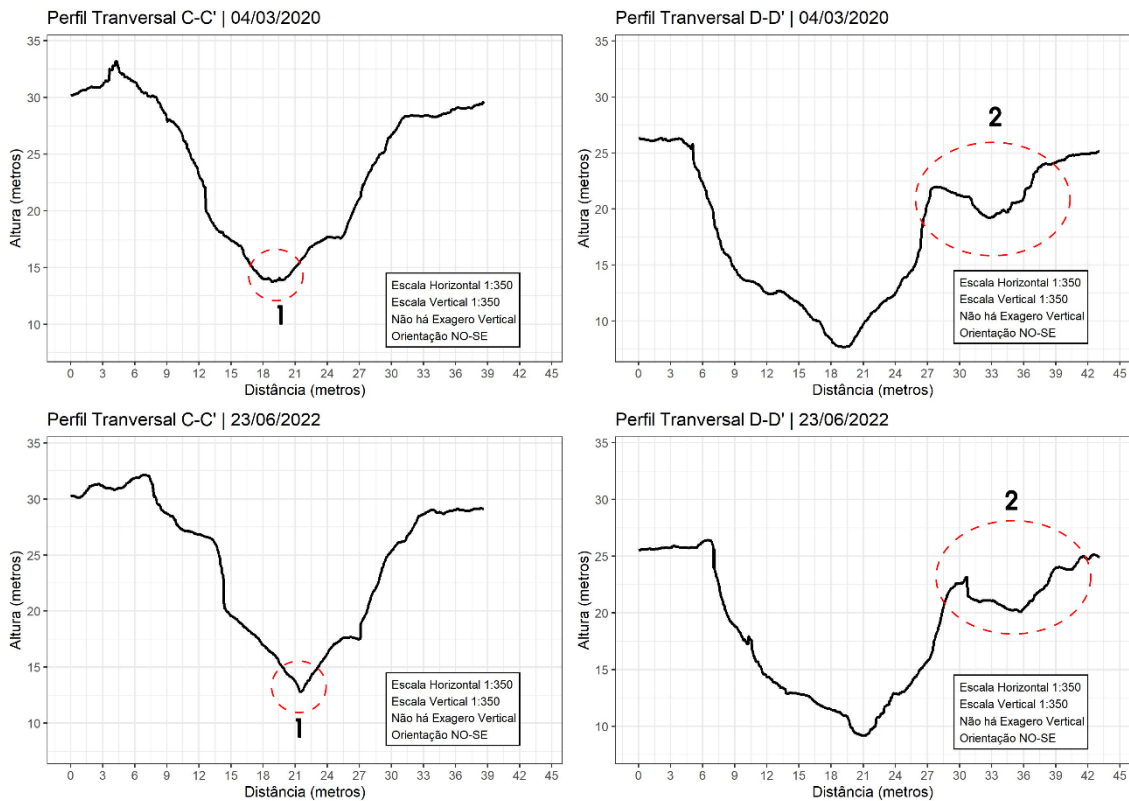 Perfil Tranversal C-C' | 04/03/2020
Altura (metros)
35
30
25
20
15
10
1
Escala Horizontal 1:350
Escala Vertical 1:350
Não há Exagero Vertical
Orientação NO-SE
0 3 6 9 12 15 18 21 24 27 30 33 36 39 42 45
Distância (metros)
Perfil Tranversal D-D' | 04/03/2020
Altura (metros)
35
30
25
20
15
10
2
Escala Horizontal 1:350
Escala Vertical 1:350
Não há Exagero Vertical
Orientação NO-SE
0 3 6 9 12 15 18 21 24 27 30 33 36 39 42 45
Distância (metros)
Perfil Tranversal C-C' | 23/06/2022
Altura (metros)
35
30
25
20
15
10
1
Escala Horizontal 1:350
Escala Vertical 1:350
Não há Exagero Vertical
Orientação NO-SE
0 3 6 9 12 15 18 21 24 27 30 33 36 39 42 45
Distância (metros)
Perfil Tranversal D-D' | 23/06/2022
Altura (metros)
35
30
25
20
15
10
2
Escala Horizontal 1:350
Escala Vertical 1:350
Não há Exagero Vertical
Orientação NO-SE
0 3 6 9 12 15 18 21 24 27 30 33 36 39 42 45
Distância (metros)